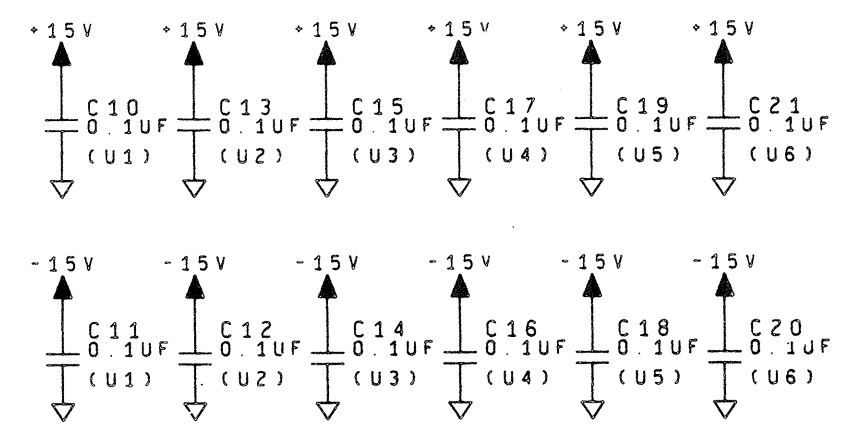 +15V +15V +15V +15V +15V +15V
C10 C13 C15 C17 C19 C21
0.1UF 0.1UF 0.1UF 0.1UF 0.1UF 0.1UF
(U1) (U2) (U3) (U4) (U5) (U6)
-15V -15V -15V -15V -15V -15V
C11 C12 C14 C16 C18 C20
0.1UF 0.1UF 0.1UF 0.1UF 0.1UF 0.1UF
(U1) (U2) (U3) (U4) (U5) (U6)